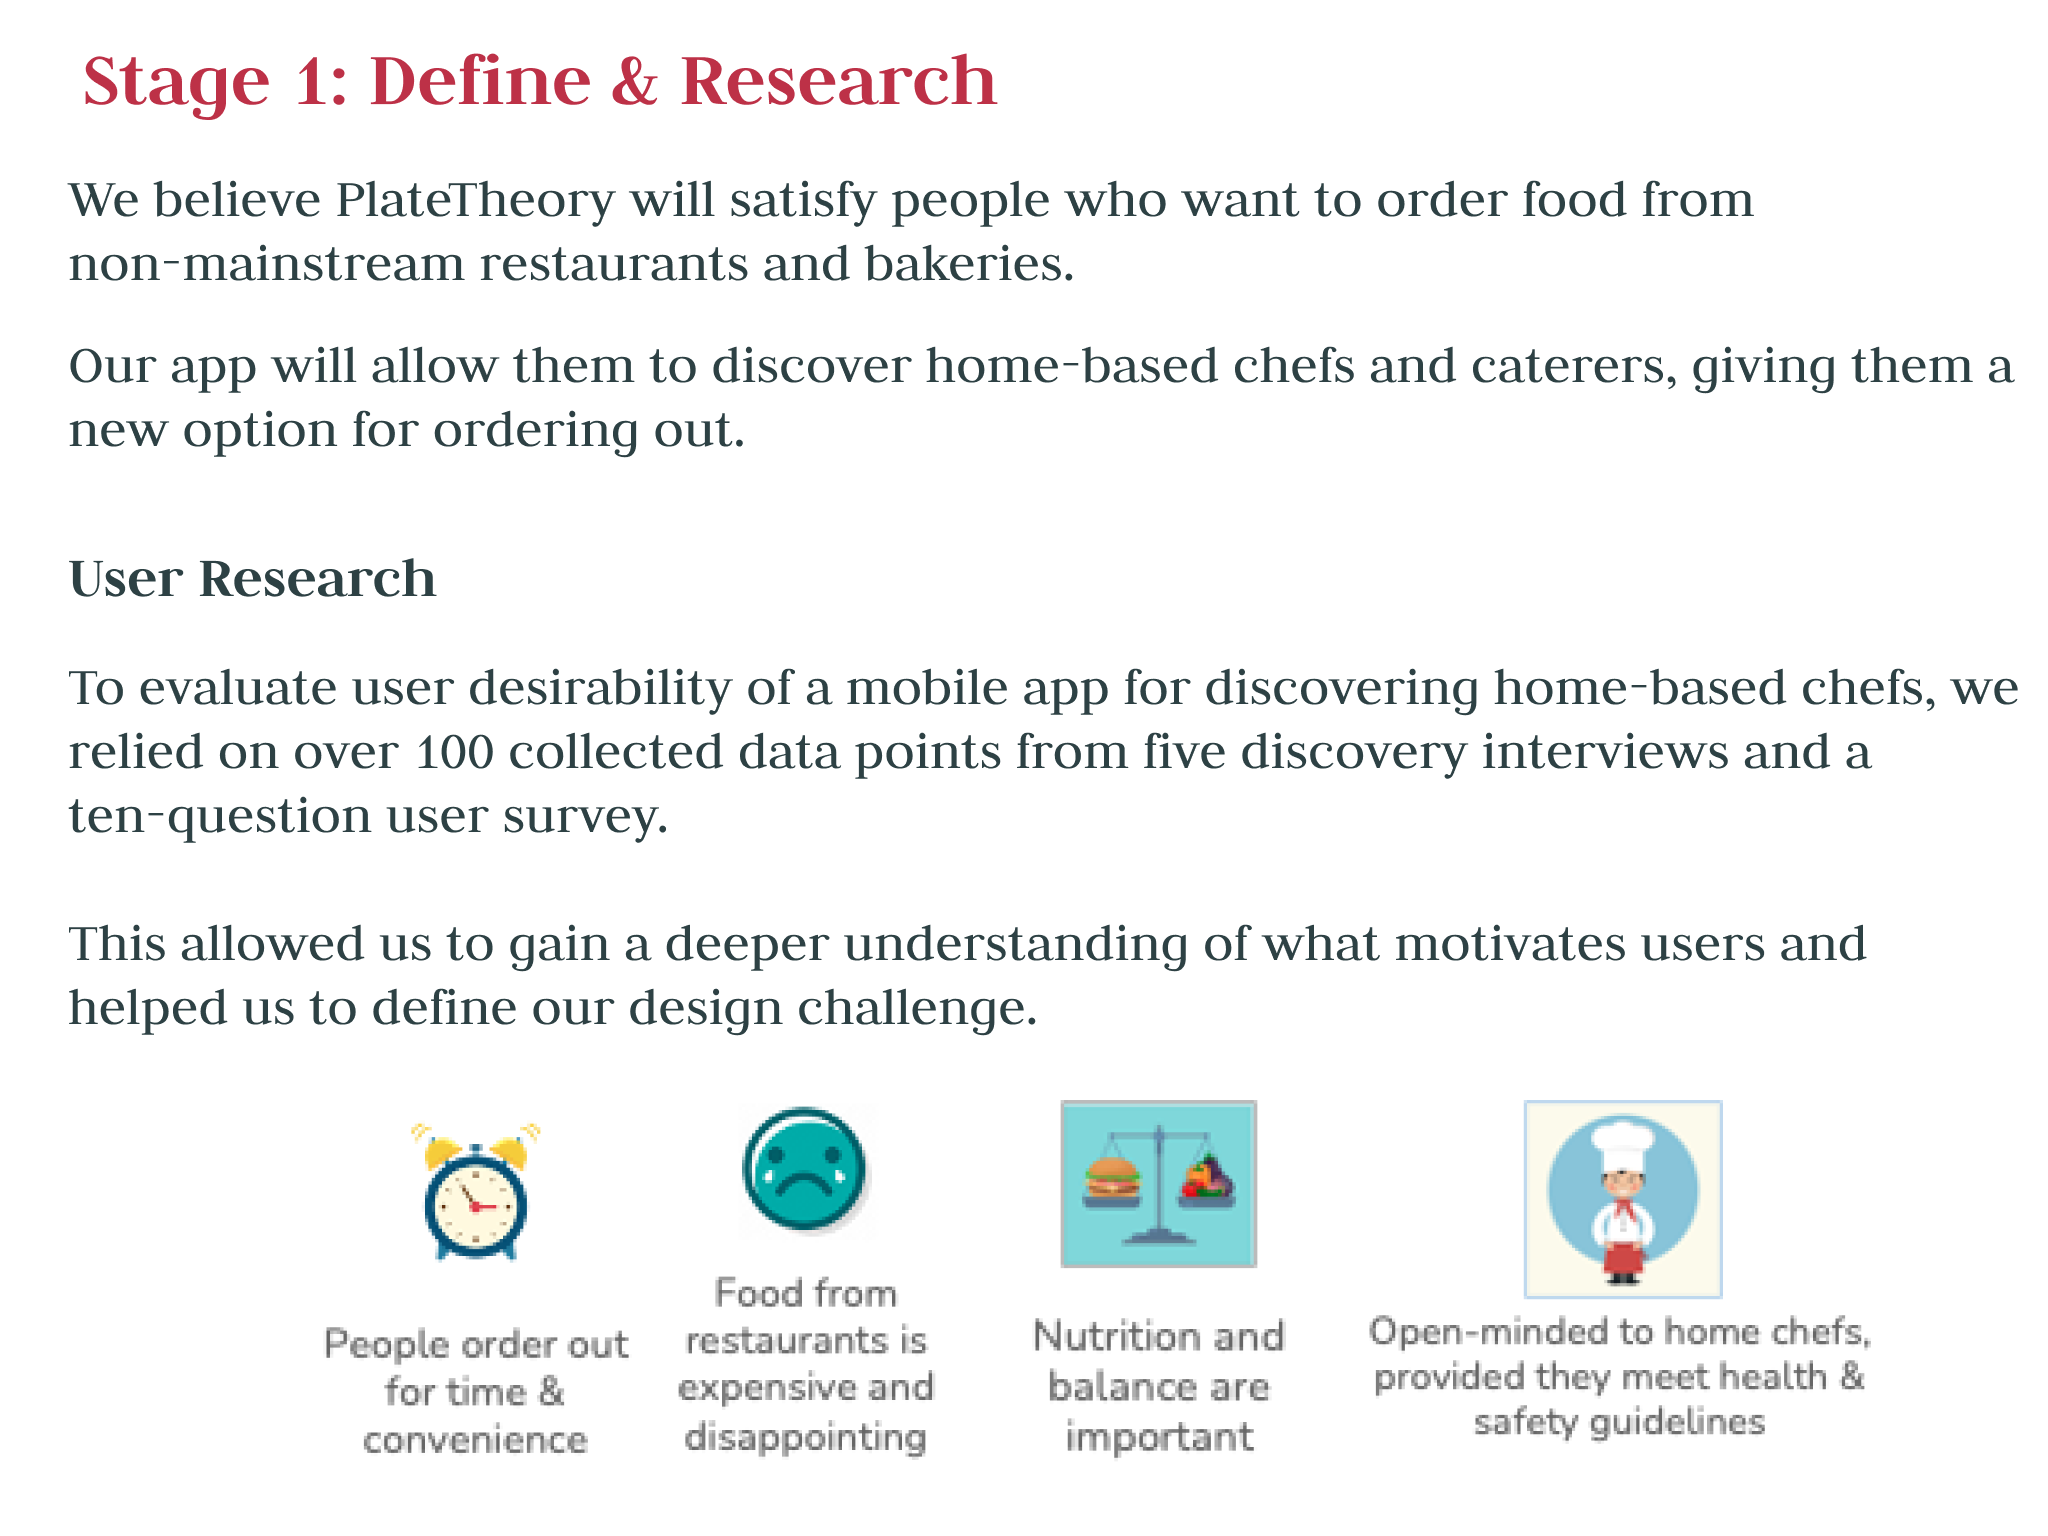 Stage 1: Define & Research
We believe PlateTheory will satisfy people who want to order food from
non-mainstream restaurants and bakeries.
Our app will allow them to discover home-based chefs and caterers, giving them a
new option for ordering out.
User Research
To evaluate user desirability of a mobile app for discovering home-based chefs, we
relied on over 100 collected data points from five discovery interviews and a
ten-question user survey.
This allowed us to gain a deeper understanding of what motivates users and
helped us to define our design challenge.
People order out
for time &
convenience
Food from
restaurants is
expensive and
disappointing
Nutrition and
balance are
important
Open-minded to home chefs,
provided they meet health &
safety guidelines